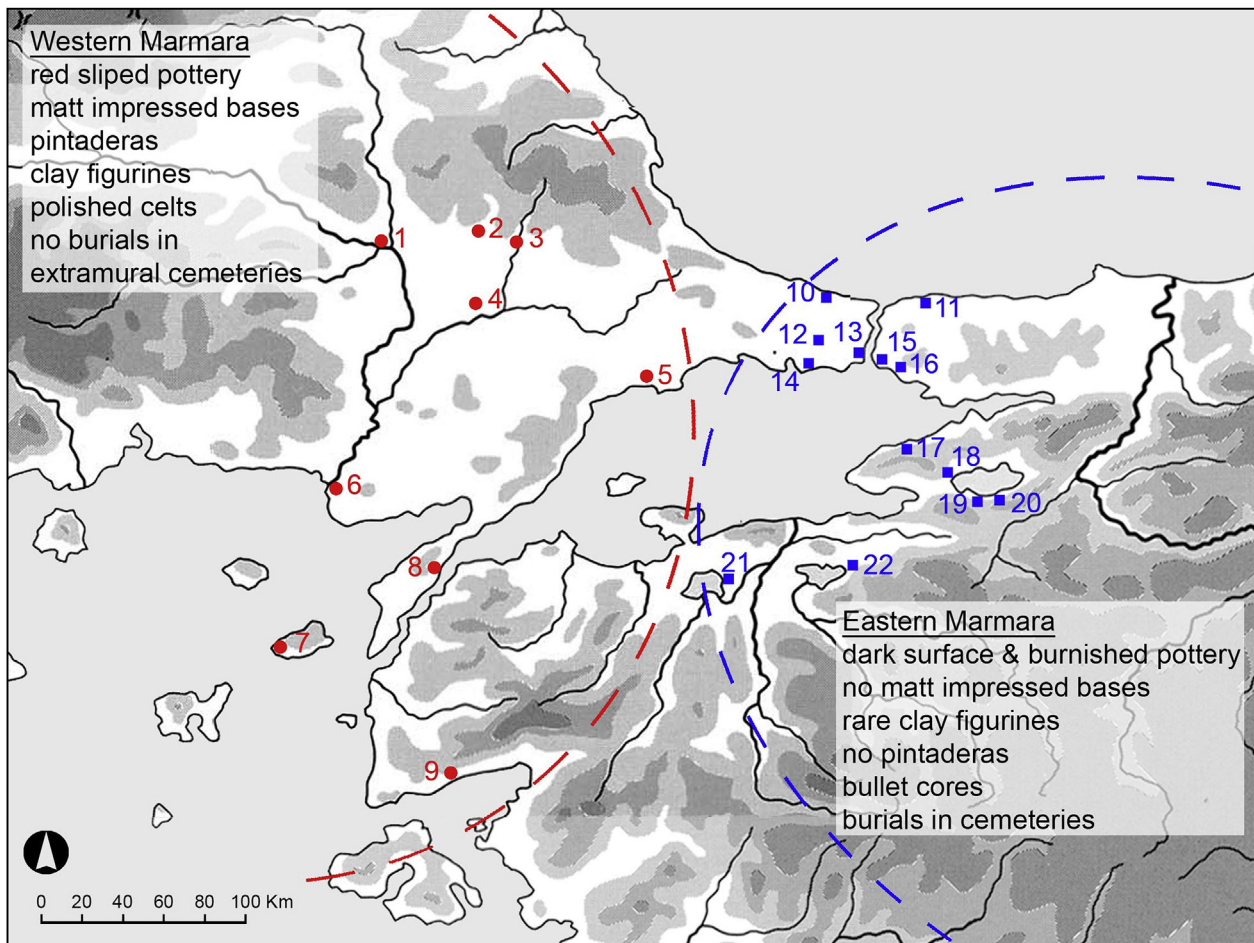 Western Marmara
red sliped pottery
matt impressed bases
pintaderas
clay figurines
polished celts
no burials in
extramural cemeteries
1
2
3
4
5
6
7
8
9
10
11
12
13
14
15
16
17
18
19
20
21
22
Eastern Marmara
dark surface & burnished pottery
no matt impressed bases
rare clay figurines
no pintaderas
bullet cores
burials in cemeteries
0 20 40 60 80 100 Km